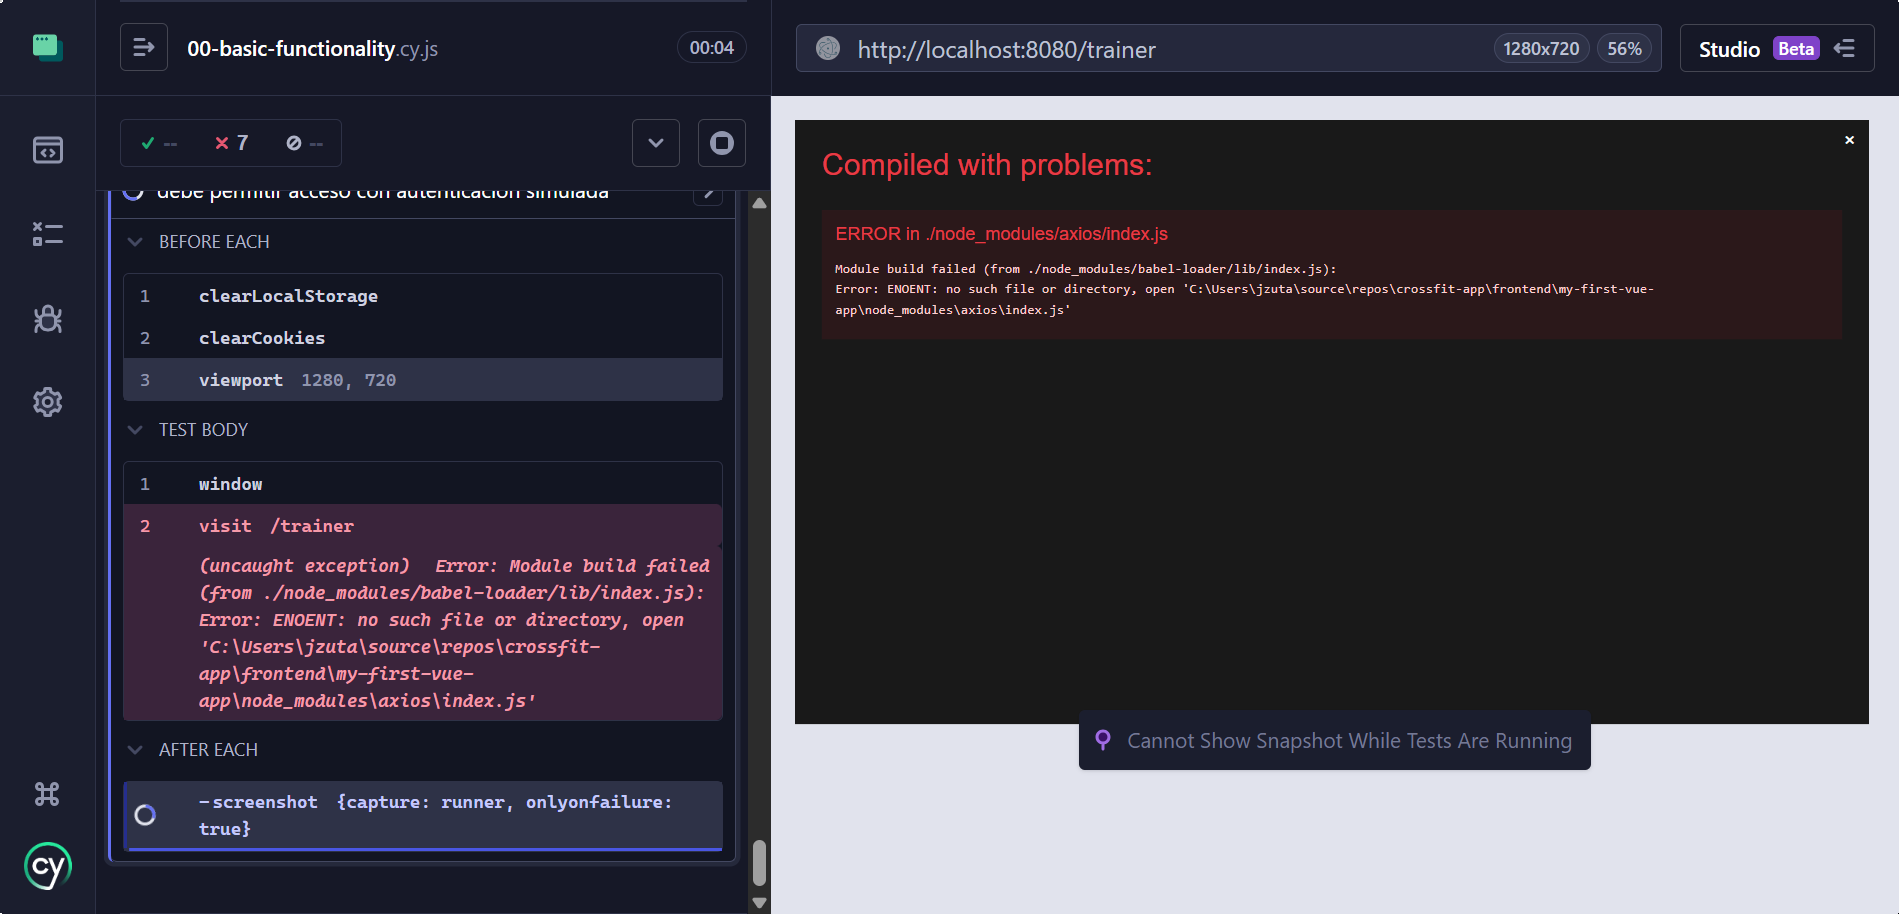 00-basic-functionality.cy.js
00:04
http://localhost:8080/trainer
1280x720
56%
Studio Beta
--
7
--
debe permitir acceso con autenticación simulada
BEFORE EACH
1 clearLocalStorage
2 clearCookies
3 viewport 1280, 720
TEST BODY
1 window
2 visit /trainer
(uncaught exception) Error: Module build failed
(from ./node_modules/babel-loader/lib/index.js):
Error: ENOENT: no such file or directory, open
'C:\Users\jzuta\source\repos\crossfit-
app\frontend\my-first-vue-
app\node_modules\axios\index.js'
AFTER EACH
-screenshot {capture: runner, onlyonfailure:
true}
cy
Compiled with problems:
×
ERROR in ./node_modules/axios/index.js
Module build failed (from ./node_modules/babel-loader/lib/index.js):
Error: ENOENT: no such file or directory, open 'C:\Users\jzuta\source\repos\crossfit-app\frontend\my-first-vue-
app\node_modules\axios\index.js'
Cannot Show Snapshot While Tests Are Running